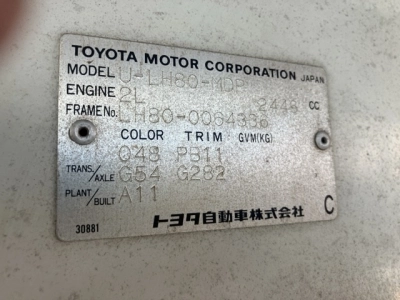 TOYOTA MOTOR CORPORATION JAPAN
MODEL U-LH80-MDP
ENGINE 2L 2446 CC
FRAME No. LH80-0064386
COLOR TRIM GVM(KG)
048 PB11
TRANS/AXLE G54 G282
PLANT/BUILT A11
トヨタ自動車株式会社
30881 C